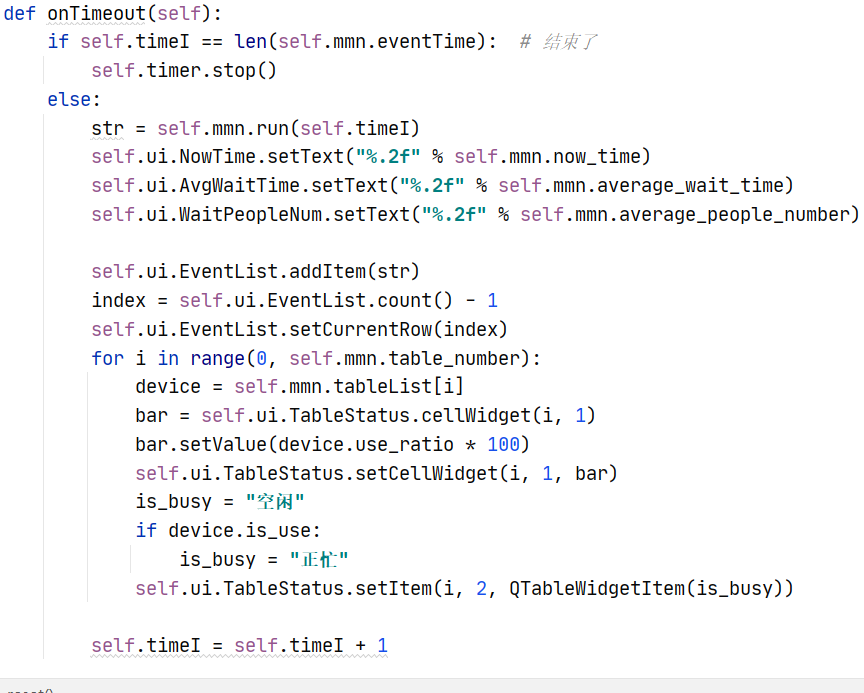 def onTimeout(self):
    if self.timeI == len(self.mmn.eventTime):  # 结束了
        self.timer.stop()
    else:
        str = self.mmn.run(self.timeI)
        self.ui.NowTime.setText("%.2f" % self.mmn.now_time)
        self.ui.AvgWaitTime.setText("%.2f" % self.mmn.average_wait_time)
        self.ui.WaitPeopleNum.setText("%.2f" % self.mmn.average_people_number)
        self.ui.EventList.addItem(str)
        index = self.ui.EventList.count() - 1
        self.ui.EventList.setCurrentRow(index)
        for i in range(0, self.mmn.table_number):
            device = self.mmn.tableList[i]
            bar = self.ui.TableStatus.cellWidget(i, 1)
            bar.setValue(device.use_ratio * 100)
            self.ui.TableStatus.setCellWidget(i, 1, bar)
            is_busy = "空闲"
            if device.is_use:
                is_busy = "正忙"
            self.ui.TableStatus.setItem(i, 2, QTableWidgetItem(is_busy))
        self.timeI = self.timeI + 1